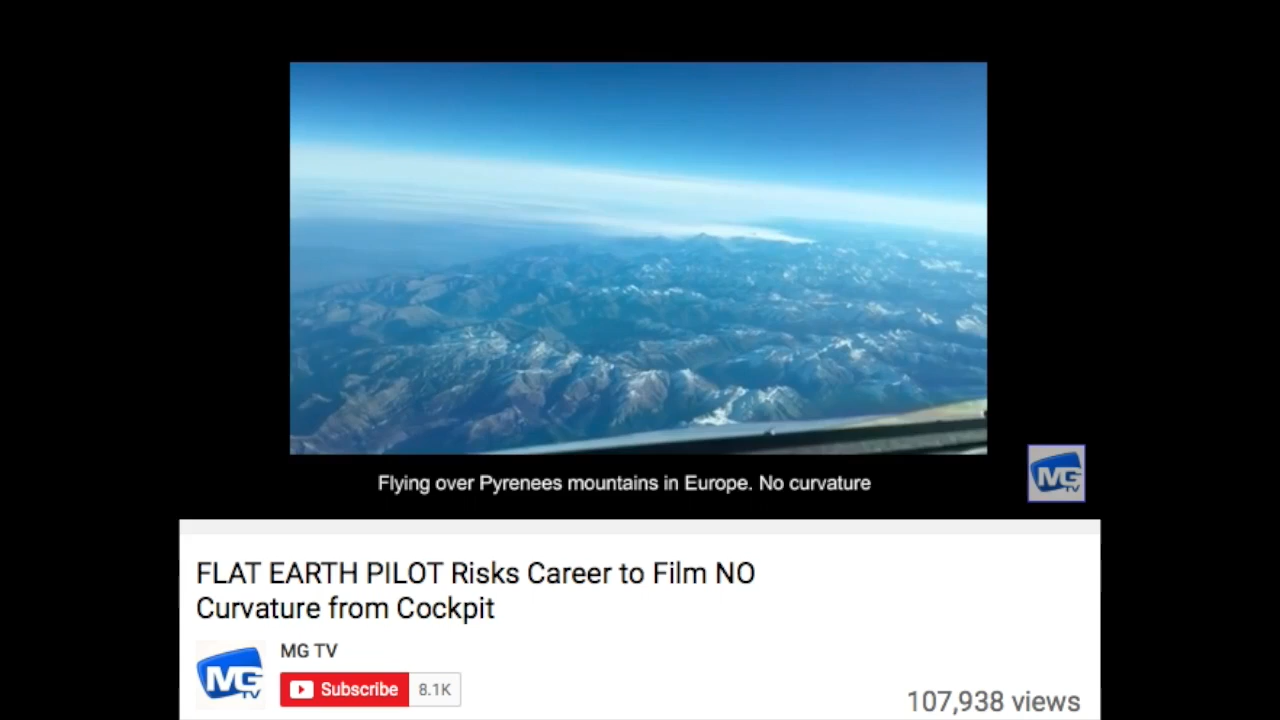 Flying over Pyrenees mountains in Europe. No curvature
MG
TV
FLAT EARTH PILOT Risks Career to Film NO
Curvature from Cockpit
MG TV
MG
TV
Subscribe 8.1K
107,938 views